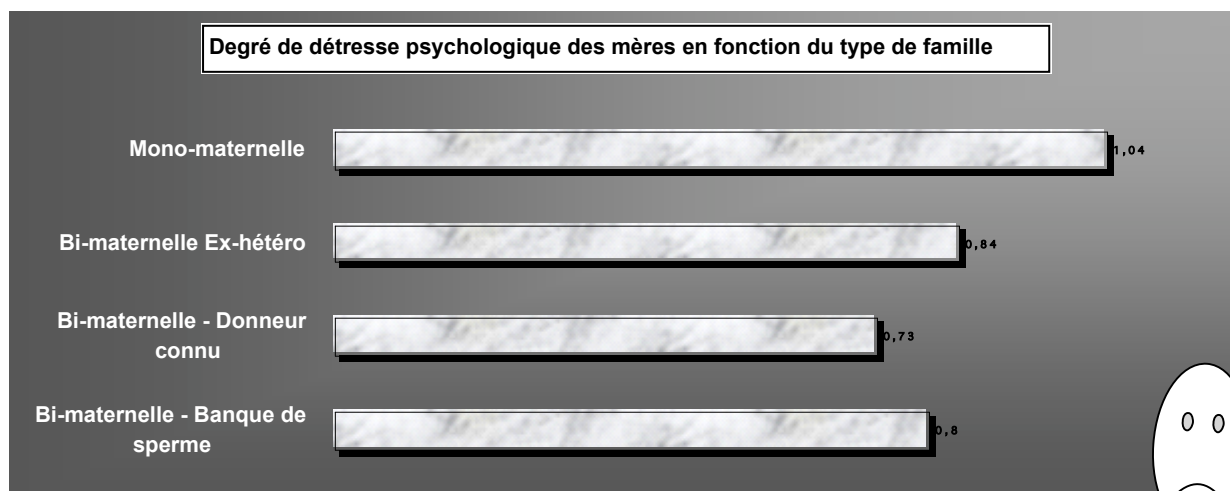 Degré de détresse psychologique des mères en fonction du type de famille
Mono-maternelle
1,04
Bi-maternelle Ex-hétéro
0,84
Bi-maternelle - Donneur
connu
0,73
Bi-maternelle - Banque de
sperme
0,8